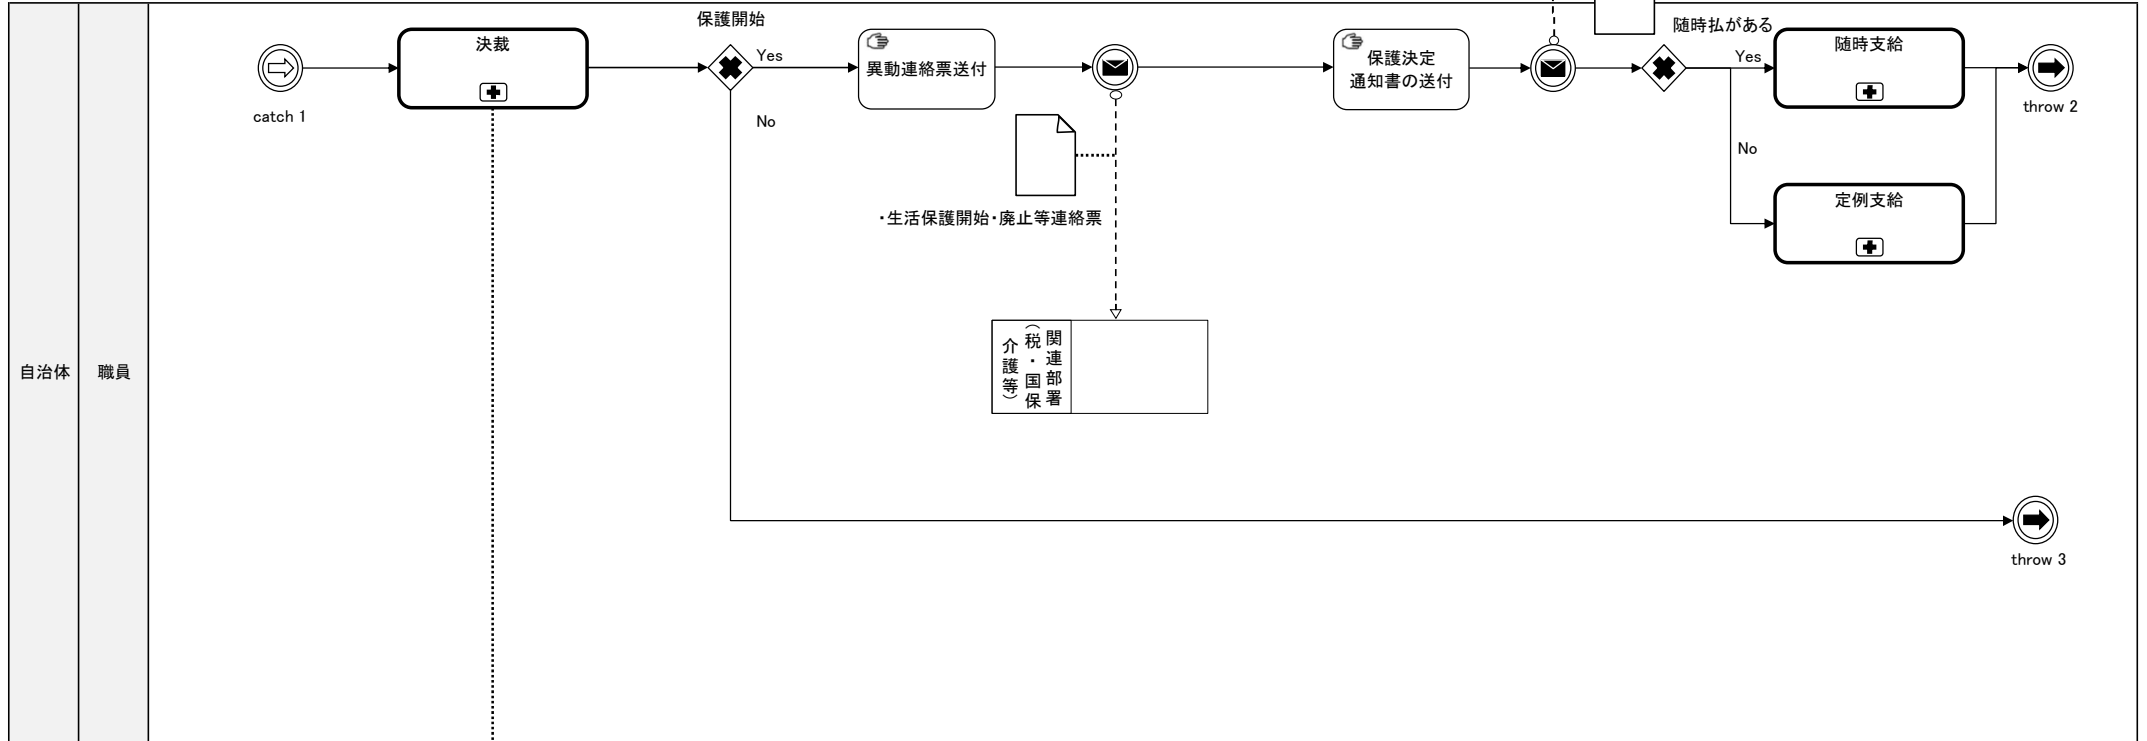 自治体
職員
catch 1
決裁
保護開始
Yes
No
異動連絡票送付
・生活保護開始・廃止等連絡票
関連部署
（税・国保
介護等）
保護決定
通知書の送付
随時払がある
Yes
No
随時支給
定例支給
throw 2
throw 3